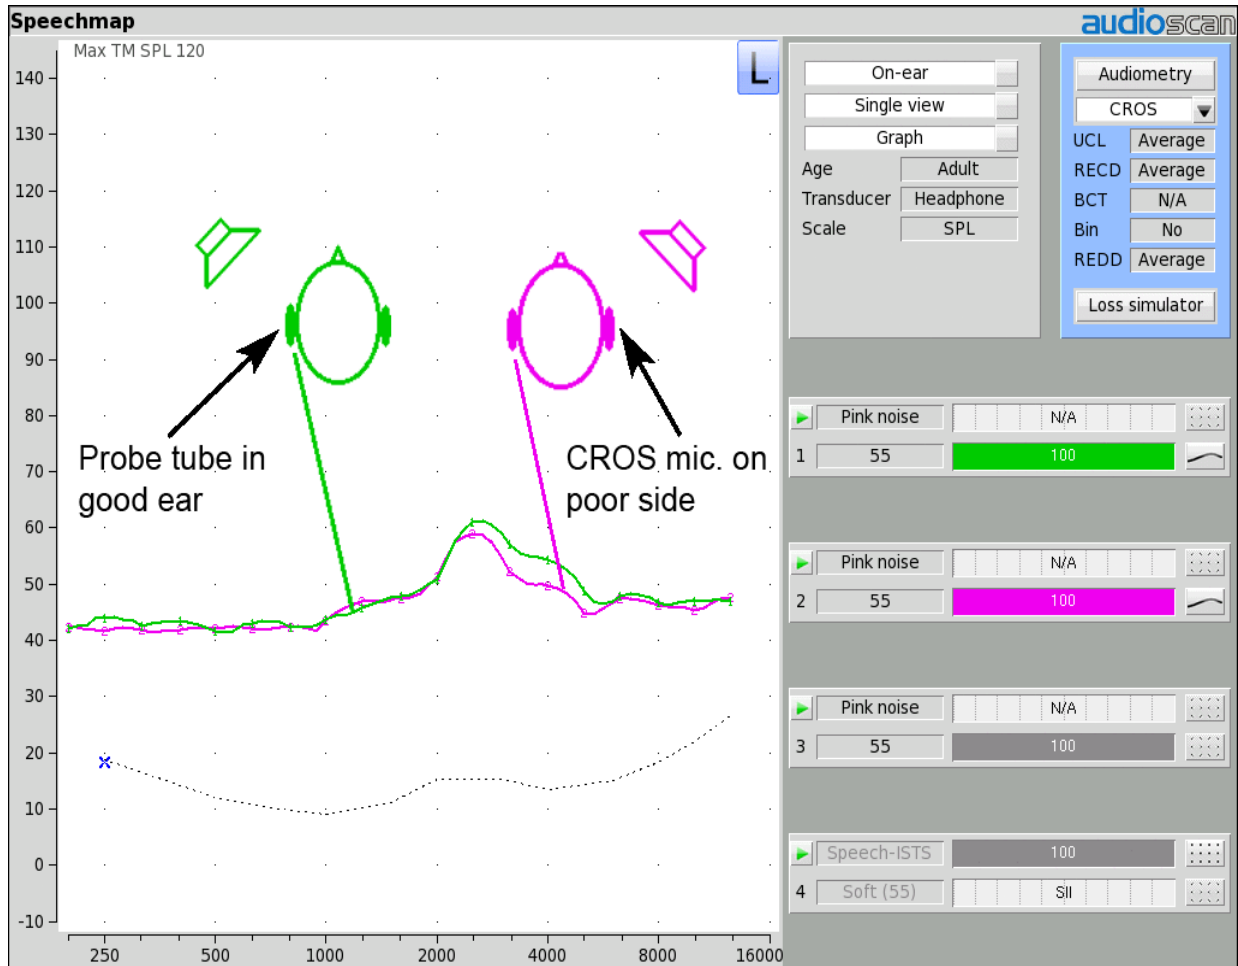 Speechmap
audioscan
Max TM SPL 120
L
140
130
120
110
100
90
80
70
60
50
40
30
20
10
0
-10
250 500 1000 2000 4000 8000 16000
Probe tube in
good ear
CROS mic. on
poor side
On-ear
Single view
Graph
Age Adult
Transducer Headphone
Scale SPL
Audiometry
CROS
UCL Average
RECD Average
BCT N/A
Bin No
REDD Average
Loss simulator
Pink noise N/A
1 55 100
Pink noise N/A
2 55 100
Pink noise N/A
3 55 100
Speech-ISTS 100
4 Soft (55) SII